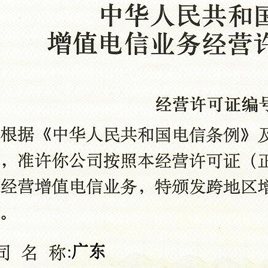 中华人民共和国
增值电信业务经营许
经营许可证编号
根据《中华人民共和国电信条例》及
，准许你公司按照本经营许可证（正
经营增值电信业务，特颁发跨地区增
。
司 名 称:广东